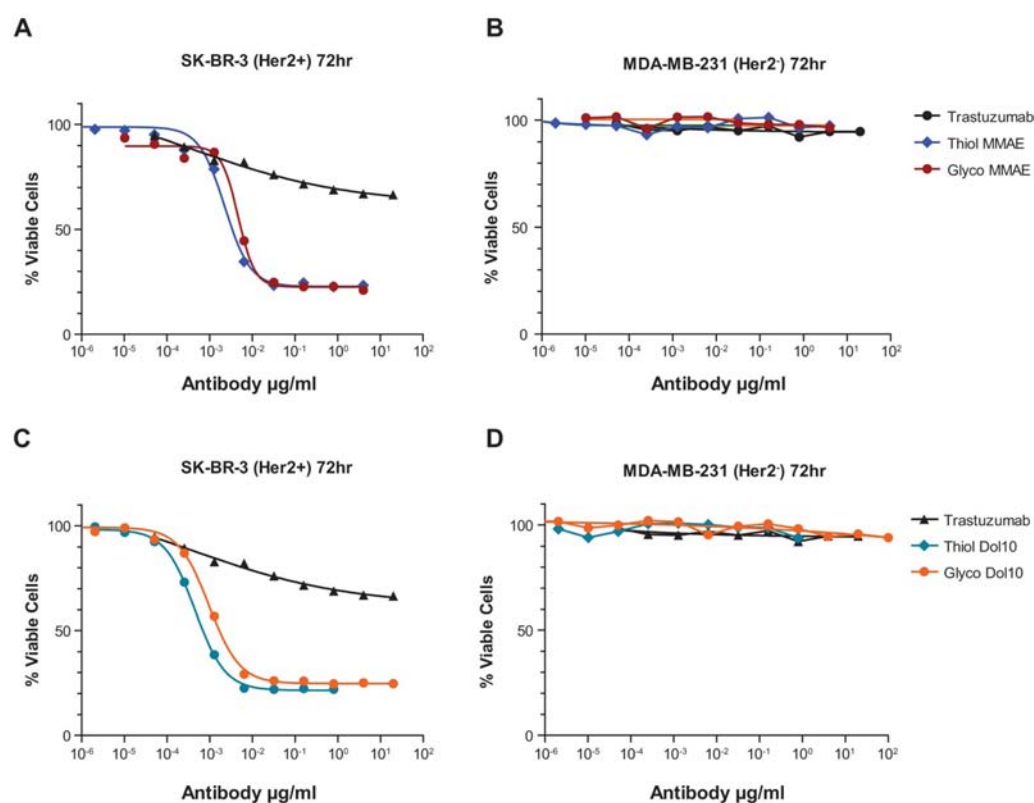 A
SK-BR-3 (Her2+) 72hr
% Viable Cells
100
50
0
10⁻⁶ 10⁻⁵ 10⁻⁴ 10⁻³ 10⁻² 10⁻¹ 10⁰ 10¹ 10²
Antibody µg/ml
B
MDA-MB-231 (Her2⁻) 72hr
% Viable Cells
100
50
0
10⁻⁶ 10⁻⁵ 10⁻⁴ 10⁻³ 10⁻² 10⁻¹ 10⁰ 10¹ 10²
Antibody µg/ml
Trastuzumab
Thiol MMAE
Glyco MMAE
C
SK-BR-3 (Her2+) 72hr
% Viable Cells
100
50
0
10⁻⁶ 10⁻⁵ 10⁻⁴ 10⁻³ 10⁻² 10⁻¹ 10⁰ 10¹ 10²
Antibody µg/ml
D
MDA-MB-231 (Her2⁻) 72hr
% Viable Cells
100
50
0
10⁻⁶ 10⁻⁵ 10⁻⁴ 10⁻³ 10⁻² 10⁻¹ 10⁰ 10¹ 10²
Antibody µg/ml
Trastuzumab
Thiol Dol10
Glyco Dol10